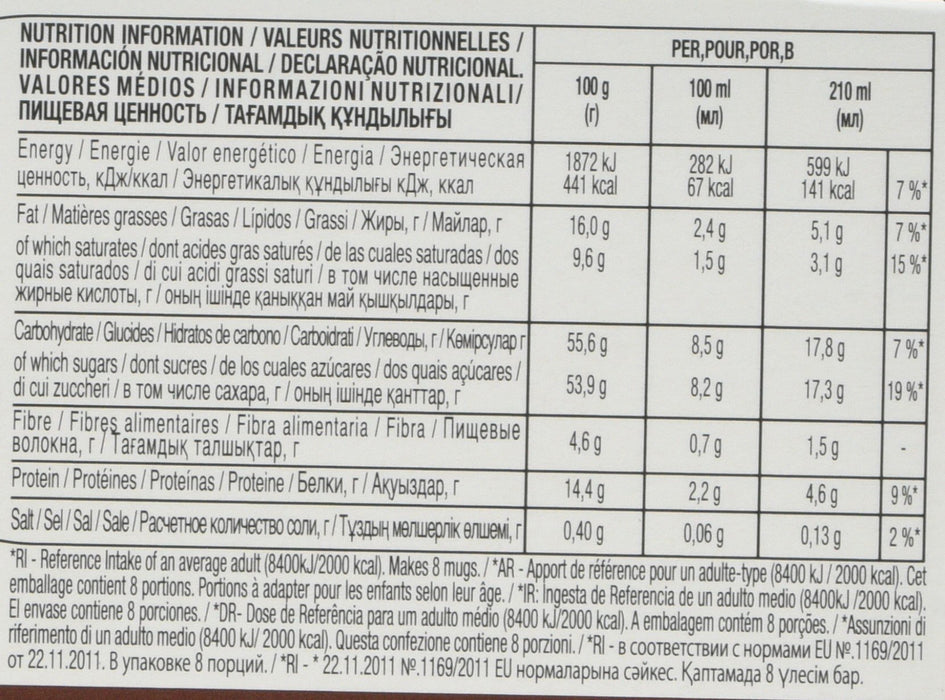 NUTRITION INFORMATION / VALEURS NUTRITIONNELLES /
INFORMACIÓN NUTRICIONAL / DECLARAÇÃO NUTRICIONAL.
VALORES MÉDIOS / INFORMAZIONI NUTRIZIONALI/
ПИЩЕВАЯ ЦЕННОСТЬ / ТАҒАМДЫҚ ҚҰНДЫЛЫҒЫ
PER,POUR,POR,В
100 g 100 ml 210 ml
(г) (мл) (мл)
Energy / Energie / Valor energético / Energia / Энергетическая 1872 kJ 282 kJ 599 kJ
ценность, кДж/ккал / Энергетикалық құндылығы кДж, ккал 441 kcal 67 kcal 141 kcal 7 %*
Fat / Matières grasses / Grasas / Lípidos / Grassi / Жиры, г / Майлар, г 16,0 g 2,4 g 5,1 g 7 %*
of which saturates / dont acides gras saturés / de las cuales saturadas / dos 9,6 g 1,5 g 3,1 g 15 %*
quais saturados / di cui acidi grassi saturi / в том числе насыщенные
жирные кислоты, г / оның ішінде қаныққан май қышқылдары, г
Carbohydrate / Glucides / Hidratos de carbono / Carboidrati / Углеводы, г / Көмірсулар г 55,6 g 8,5 g 17,8 g 7 %*
of which sugars / dont sucres / de los cuales azúcares / dos quais açúcares /
di cui zuccheri / в том числе сахара, г / оның ішінде қанттар, г 53,9 g 8,2 g 17,3 g 19 %*
Fibre / Fibres alimentaires / Fibra alimentaria / Fibra / Пищевые
волокна, г / Тағамдық талшықтар, г 4,6 g 0,7 g 1,5 g -
Protein / Protéines / Proteínas / Proteine / Белки, г / Ақуыздар, г 14,4 g 2,2 g 4,6 g 9 %*
Salt / Sel / Sal / Sale / Расчетное количество соли, г / Тұздың мөлшерлік өлшемі, г 0,40 g 0,06 g 0,13 g 2 %*
*RI - Reference Intake of an average adult (8400kJ/2000 kcal). Makes 8 mugs. / *AR - Apport de référence pour un adulte-type (8400 kJ / 2000 kcal). Cet
emballage contient 8 portions. Portions à adapter pour les enfants selon leur âge. / *IR: Ingesta de Referencia de un adulto medio (8400kJ /2000 kcal).
El envase contiene 8 porciones. / *DR- Dose de Referência para um adulto médio (8400 kJ/2000 kcal). A embalagem contém 8 porções. / *Assunzioni di
riferimento di un adulto medio (8400 kJ/ 2000 kcal). Questa confezione contiene 8 porzioni. / *RI - в соответствии с нормами EU №.1169/2011
от 22.11.2011. В упаковке 8 порций. / *RI - * 22.11.2011 №.1169/2011 EU нормаларына сәйкес. Қаптамада 8 үлесім бар.